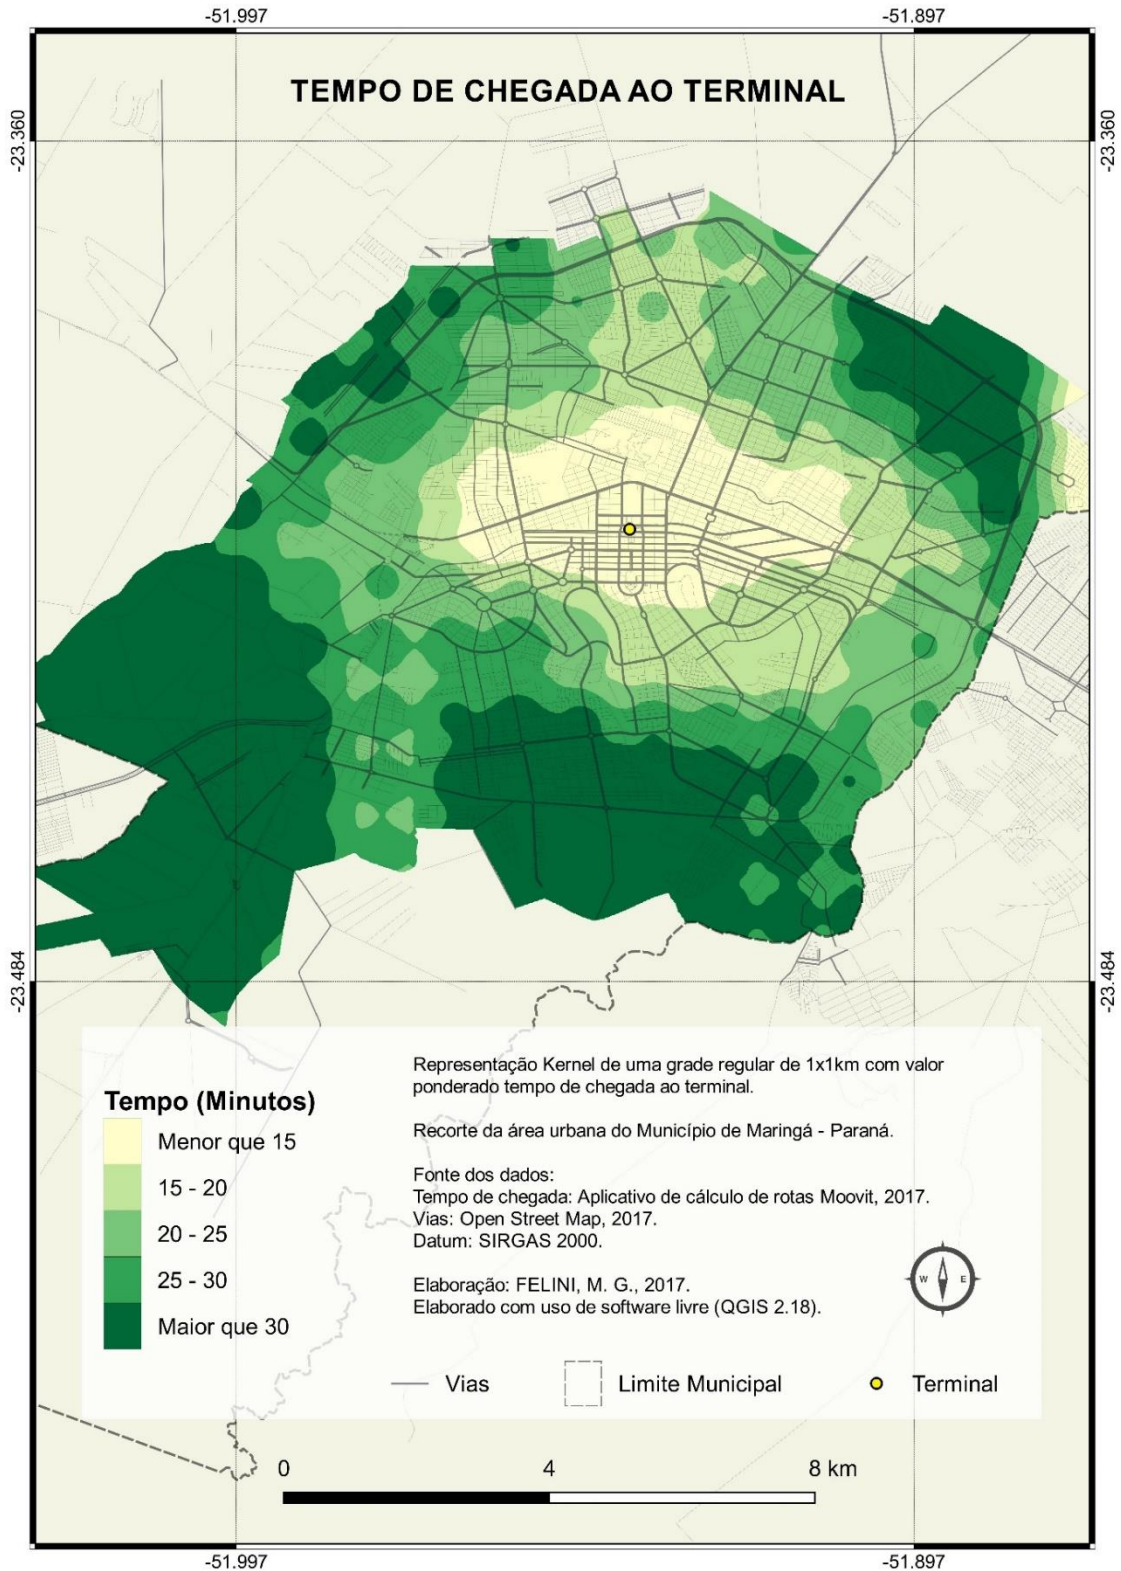 -51.997
-51.897
TEMPO DE CHEGADA AO TERMINAL
-23.360
-23.360
-23.484
-23.484
Representação Kernel de uma grade regular de 1x1km com valor
ponderado tempo de chegada ao terminal.
Recorte da área urbana do Município de Maringá - Paraná.
Fonte dos dados:
Tempo de chegada: Aplicativo de cálculo de rotas Moovit, 2017.
Vias: Open Street Map, 2017.
Datum: SIRGAS 2000.
Elaboração: FELINI, M. G., 2017.
Elaborado com uso de software livre (QGIS 2.18).
Tempo (Minutos)
Menor que 15
15 - 20
20 - 25
25 - 30
Maior que 30
W E
Vias
Limite Municipal
Terminal
0 4 8 km
-51.997
-51.897